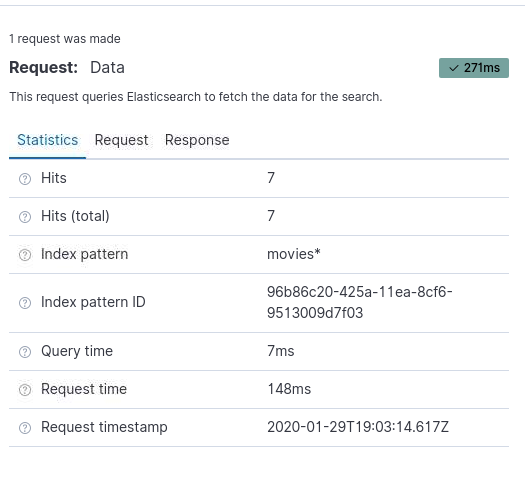 1 request was made
Request: Data
✓ 271ms
This request queries Elasticsearch to fetch the data for the search.
Statistics Request Response
Hits 7
Hits (total) 7
Index pattern movies*
Index pattern ID 96b86c20-425a-11ea-8cf6-
9513009d7f03
Query time 7ms
Request time 148ms
Request timestamp 2020-01-29T19:03:14.617Z